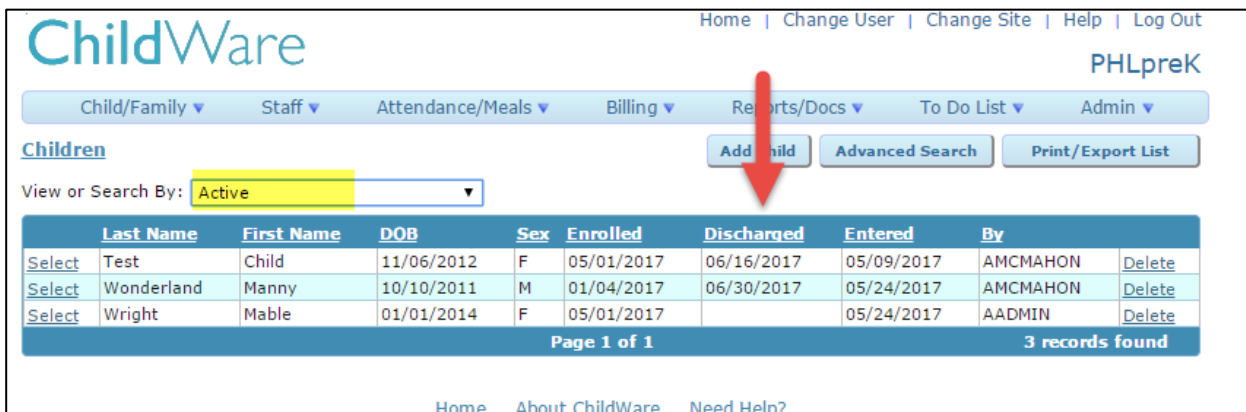 Home | Change User | Change Site | Help | Log Out
ChildWare
PHLpreK
Child/Family Staff Attendance/Meals Billing Reports/Docs To Do List Admin
Children Add Child Advanced Search Print/Export List
View or Search By: Active
Last Name First Name DOB Sex Enrolled Discharged Entered By
Select Test Child 11/06/2012 F 05/01/2017 06/16/2017 05/09/2017 AMCMAHON Delete
Select Wonderland Manny 10/10/2011 M 01/04/2017 06/30/2017 05/24/2017 AMCMAHON Delete
Select Wright Mable 01/01/2014 F 05/01/2017 05/24/2017 AADMIN Delete
Page 1 of 1 3 records found
Home About ChildWare Need Help?